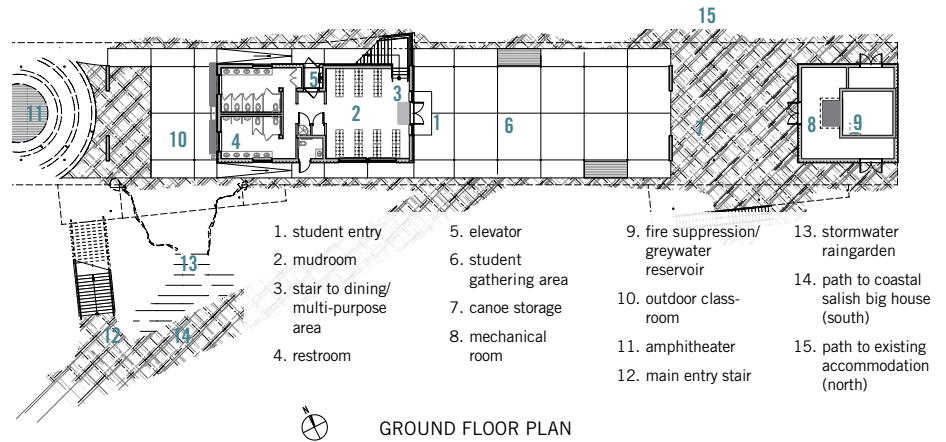 15
11
10
4
5
2
3
1
6
7
8
9
13
12
14
1. student entry
2. mudroom
3. stair to dining/
multi-purpose
area
4. restroom
5. elevator
6. student
gathering area
7. canoe storage
8. mechanical
room
9. fire suppression/
greywater
reservoir
10. outdoor class-
room
11. amphitheater
12. main entry stair
13. stormwater
raingarden
14. path to coastal
salish big house
(south)
15. path to existing
accommodation
(north)
N
GROUND FLOOR PLAN